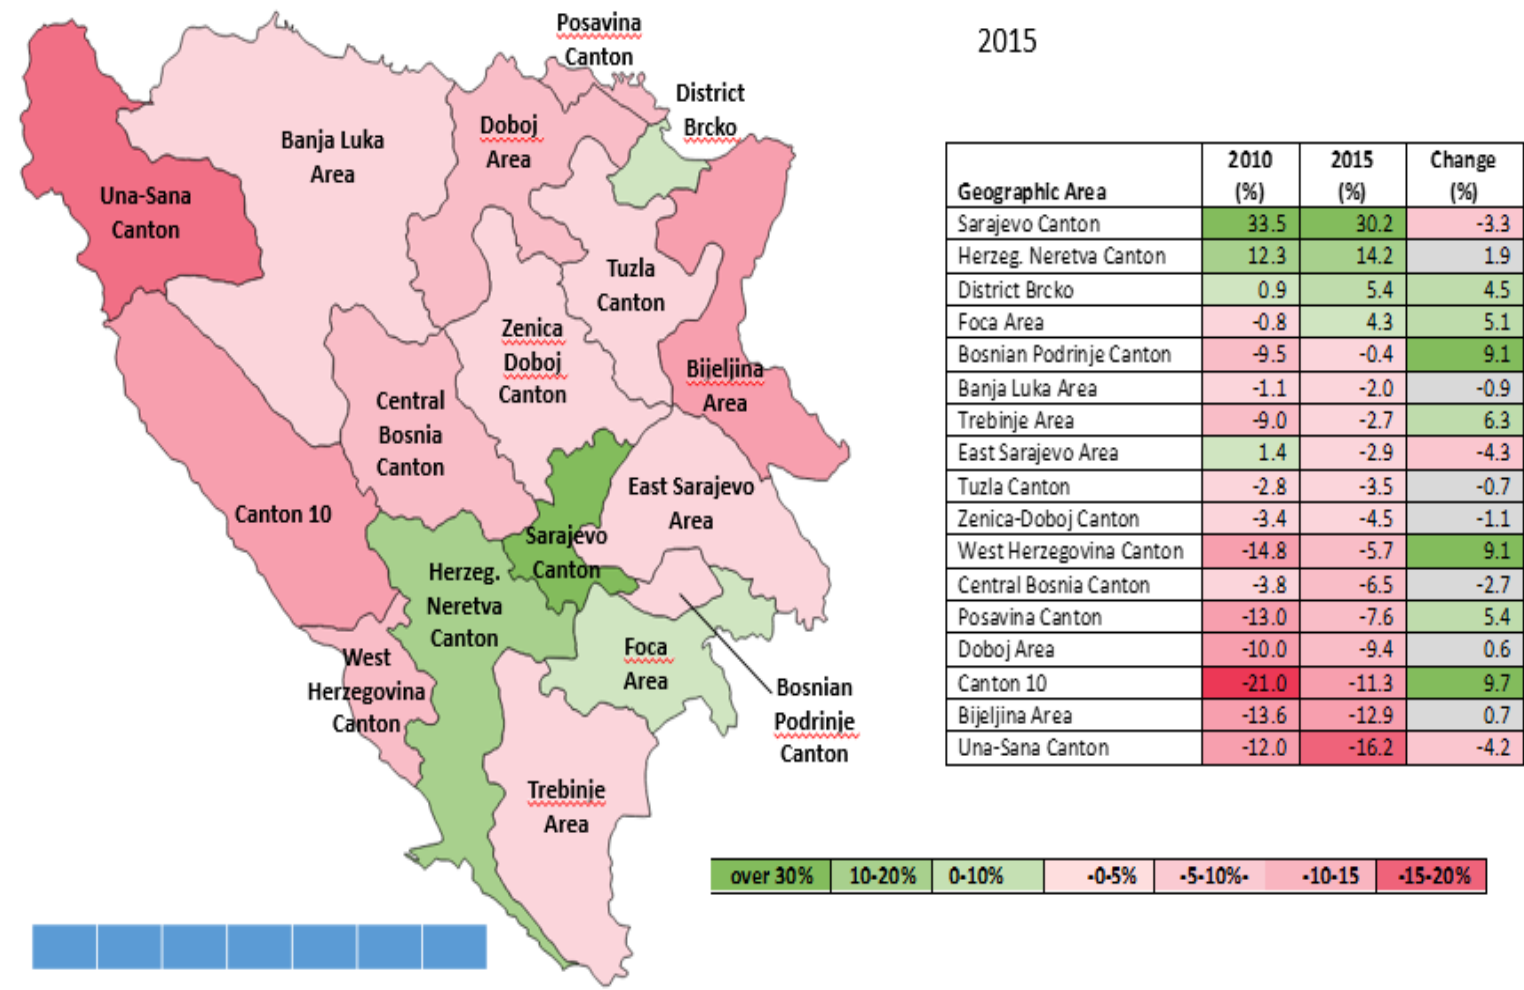 Posavina
Canton
2015
District
Brcko
Doboj
Area
Banja Luka
Area
Una-Sana
Canton
Tuzla
Canton
Zenica
Doboj
Canton
Bijeljina
Area
Central
Bosnia
Canton
Canton 10
East Sarajevo
Area
Sarajevo
Canton
Herzeg.
Neretva
Canton
Foca
Area
West
Herzegovina
Canton
Bosnian
Podrinje
Canton
Trebinje
Area
Geographic Area 2010 (%) 2015 (%) Change (%)
Sarajevo Canton 33.5 30.2 -3.3
Herzeg. Neretva Canton 12.3 14.2 1.9
District Brcko 0.9 5.4 4.5
Foca Area -0.8 4.3 5.1
Bosnian Podrinje Canton -9.5 -0.4 9.1
Banja Luka Area -1.1 -2.0 -0.9
Trebinje Area -9.0 -2.7 6.3
East Sarajevo Area 1.4 -2.9 -4.3
Tuzla Canton -2.8 -3.5 -0.7
Zenica-Doboj Canton -3.4 -4.5 -1.1
West Herzegovina Canton -14.8 -5.7 9.1
Central Bosnia Canton -3.8 -6.5 -2.7
Posavina Canton -13.0 -7.6 5.4
Doboj Area -10.0 -9.4 0.6
Canton 10 -21.0 -11.3 9.7
Bijeljina Area -13.6 -12.9 0.7
Una-Sana Canton -12.0 -16.2 -4.2
over 30% 10-20% 0-10% -0-5% -5-10%- -10-15 -15-20%